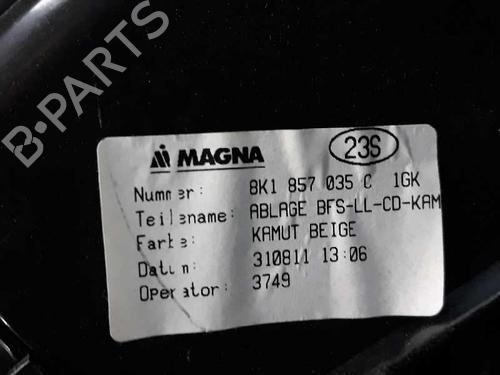 B·PARTS
MAGNA 23S
Nummer: 8K1 857 035 C 1GK
Teilename: ABLAGE BFS-LL-CD-KAM
Farbe: KAMUT BEIGE
Datum: 310811 13:06
Operator: 3749